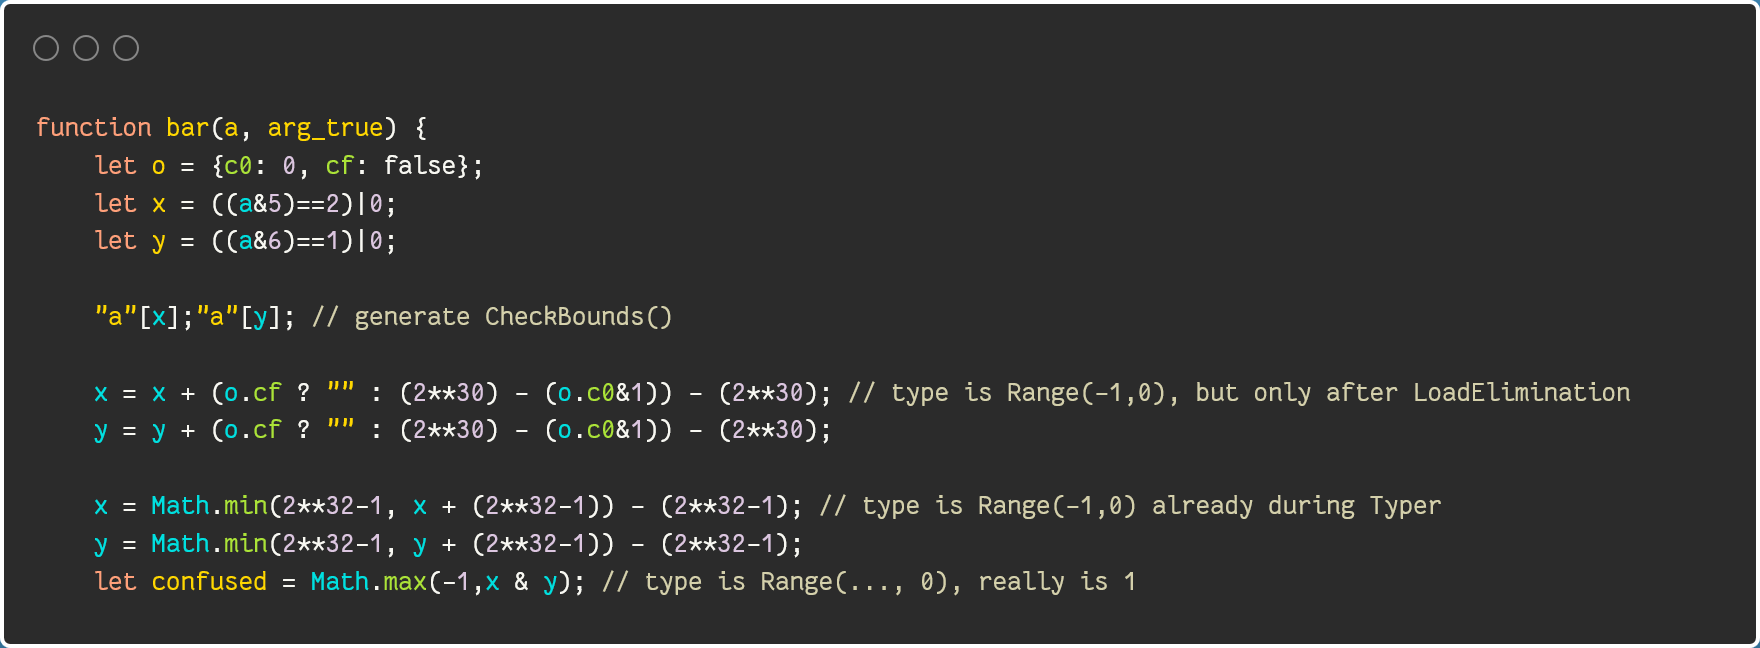 function bar(a, arg_true) {
    let o = {c0: 0, cf: false};
    let x = ((a&5)==2)|0;
    let y = ((a&6)==1)|0;
    "a"[x];"a"[y]; // generate CheckBounds()
    x = x + (o.cf ? "" : (2**30) - (o.c0&1)) - (2**30); // type is Range(-1,0), but only after LoadElimination
    y = y + (o.cf ? "" : (2**30) - (o.c0&1)) - (2**30);
    x = Math.min(2**32-1, x + (2**32-1)) - (2**32-1); // type is Range(-1,0) already during Typer
    y = Math.min(2**32-1, y + (2**32-1)) - (2**32-1);
    let confused = Math.max(-1,x & y); // type is Range(..., 0), really is 1